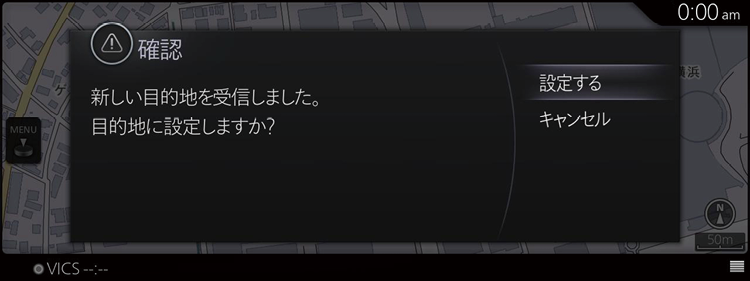 0:00 am
確認
新しい目的地を受信しました。
目的地に設定しますか?
設定する
キャンセル
横浜
ゲ
MENU
N
50m
VICS --:--